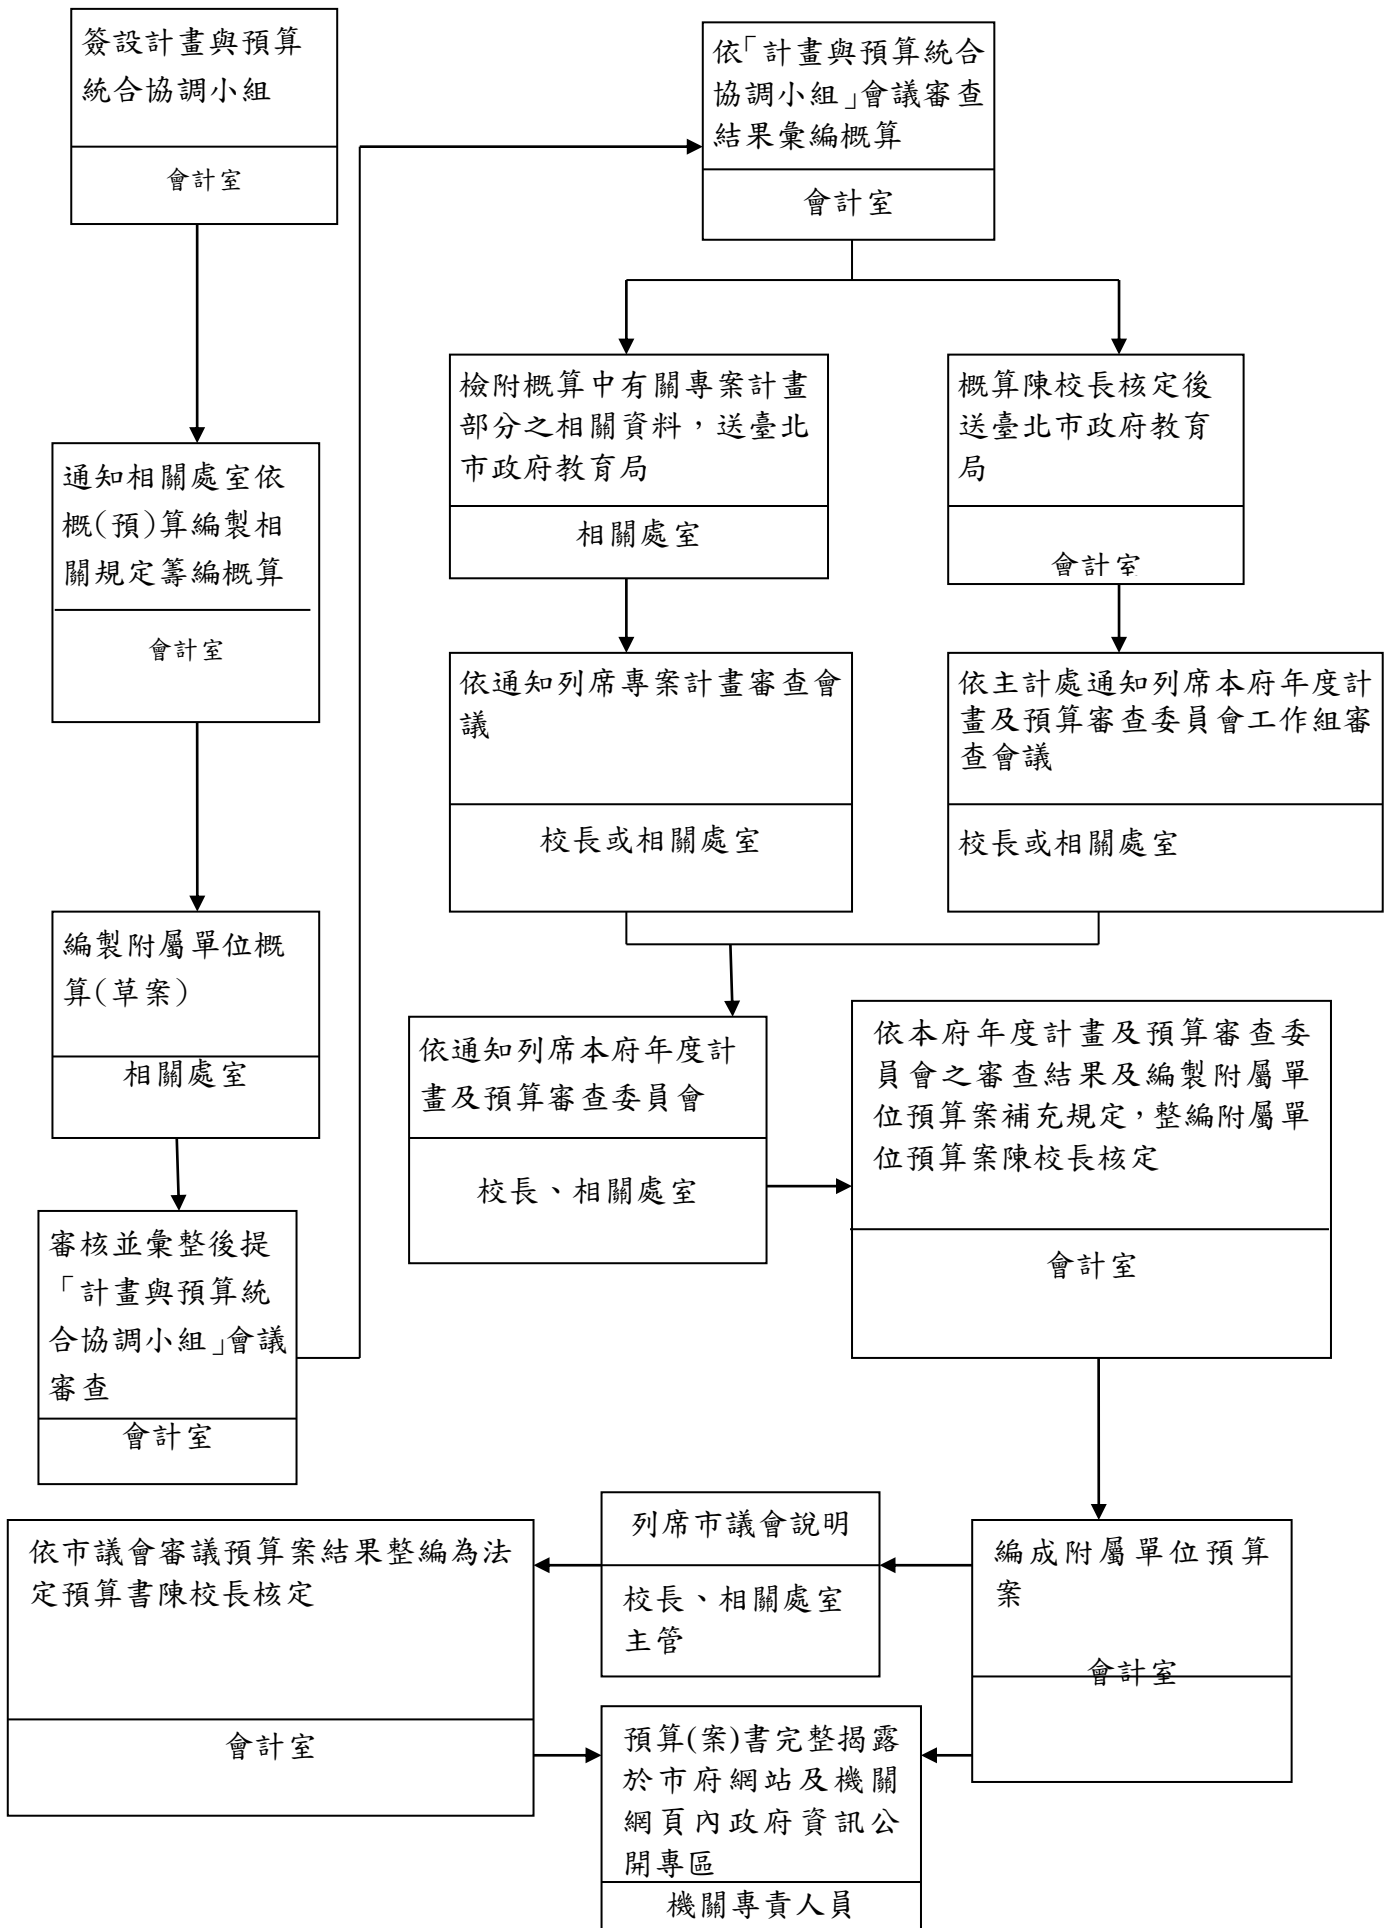 簽設計畫與預算
統合協調小組
會計室
通知相關處室依
概(預)算編製相
關規定籌編概算
會計室
編製附屬單位概
算(草案)
相關處室
審核並彙整後提
「計畫與預算統
合協調小組」會議
審查
會計室
依「計畫與預算統合
協調小組」會議審查
結果彙編概算
會計室
檢附概算中有關專案計畫
部分之相關資料，送臺北
市政府教育局
相關處室
概算陳校長核定後
送臺北市政府教育
局
會計室
依通知列席專案計畫審查會
議
校長或相關處室
依主計處通知列席本府年度計
畫及預算審查委員會工作組審
查會議
校長或相關處室
依通知列席本府年度計
畫及預算審查委員會
校長、相關處室
依本府年度計畫及預算審查委
員會之審查結果及編製附屬單
位預算案補充規定，整編附屬單
位預算案陳校長核定
會計室
編成附屬單位預算
案
會計室
列席市議會說明
校長、相關處室
主管
依市議會審議預算案結果整編為法
定預算書陳校長核定
會計室
預算(案)書完整揭露
於市府網站及機關
網頁內政府資訊公
開專區
機關專責人員